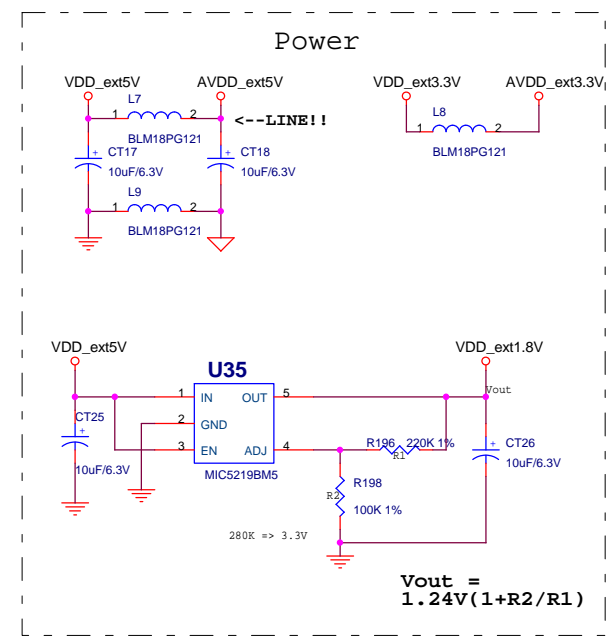 Power
VDD_ext5V
AVDD_ext5V
VDD_ext3.3V
AVDD_ext3.3V
L7
1
2
<--LINE!!
L8
1
2
BLM18PG121
BLM18PG121
CT17
10uF/6.3V
CT18
10uF/6.3V
L9
1
2
BLM18PG121
VDD_ext5V
VDD_ext1.8V
U35
1
IN
OUT
5
Vout
2
GND
3
EN
ADJ
4
MIC5219BM5
CT25
10uF/6.3V
R196
220K 1%
R1
CT26
10uF/6.3V
R198
R2
100K 1%
280K => 3.3V
Vout =
1.24V(1+R2/R1)